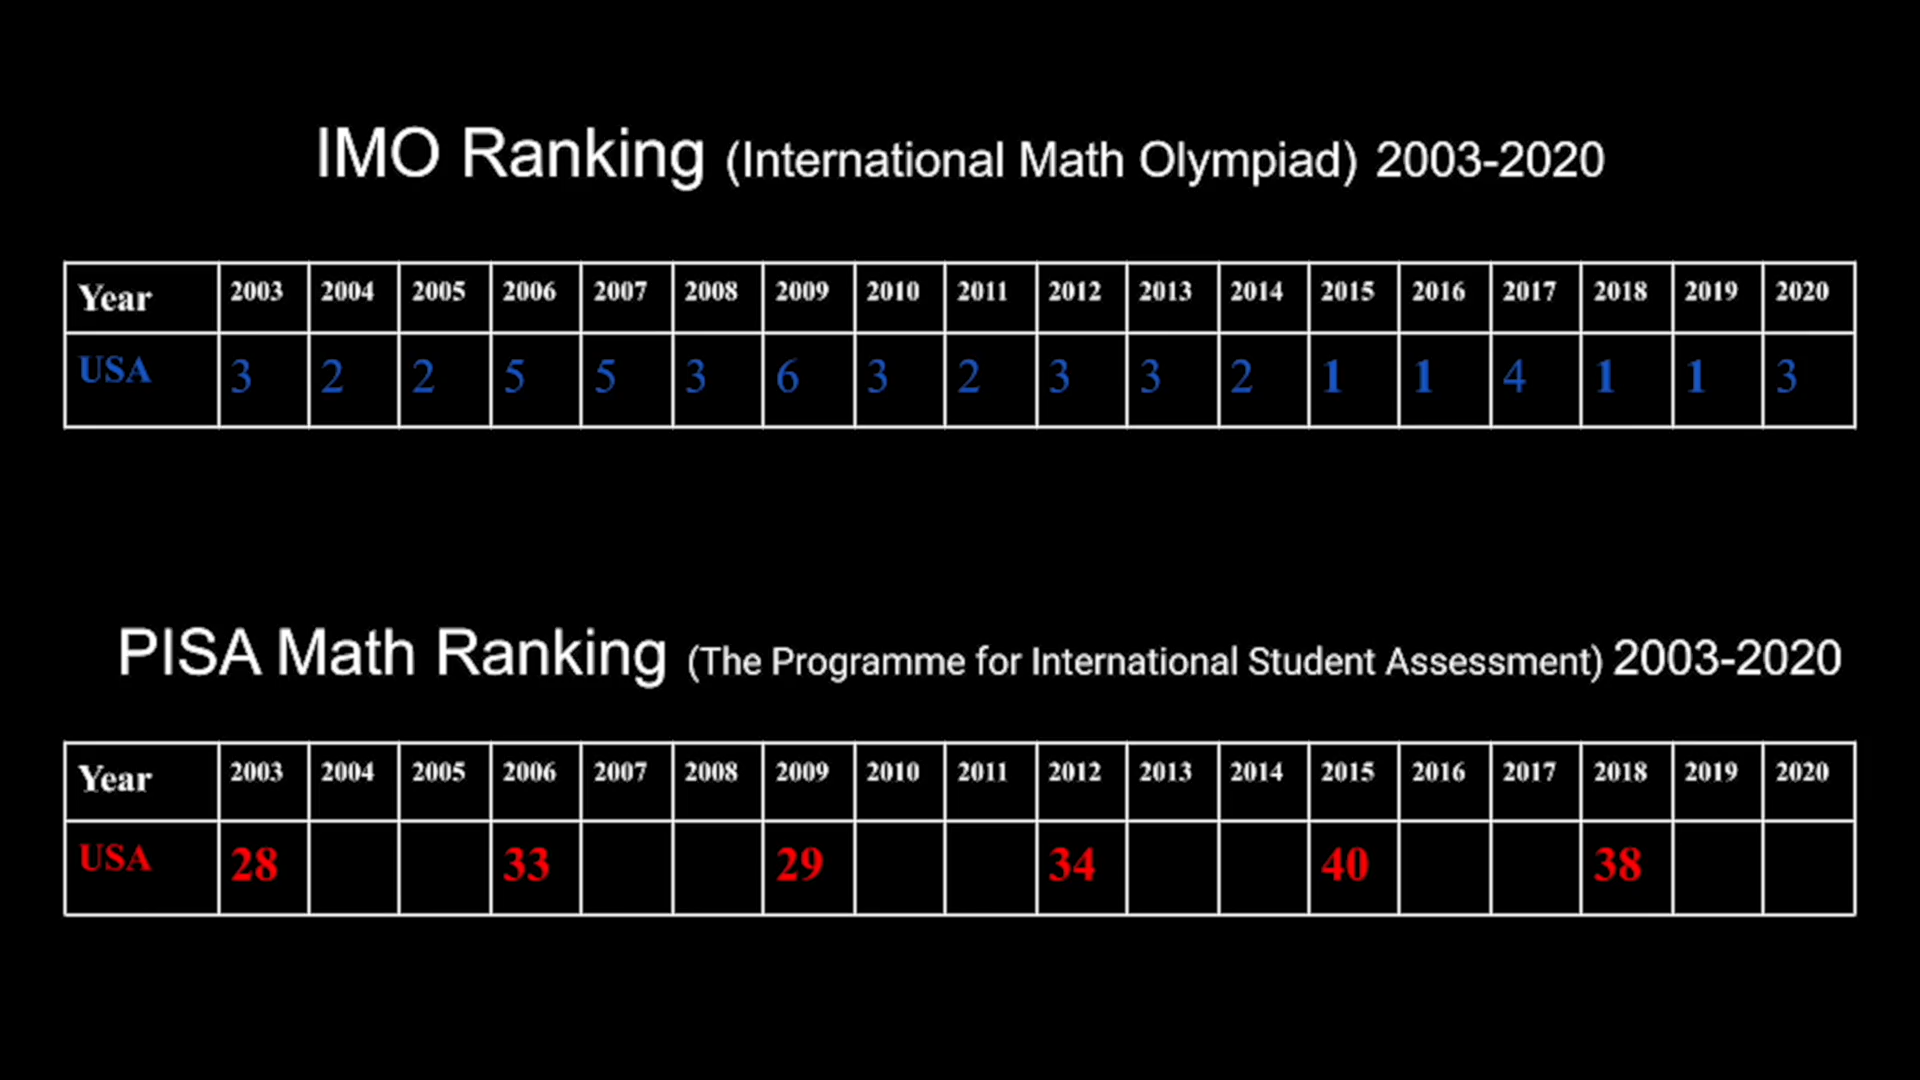 IMO Ranking (International Math Olympiad) 2003-2020
Year 2003 2004 2005 2006 2007 2008 2009 2010 2011 2012 2013 2014 2015 2016 2017 2018 2019 2020
USA 3 2 2 5 5 3 6 3 2 3 3 2 1 1 4 1 1 3
PISA Math Ranking (The Programme for International Student Assessment) 2003-2020
Year 2003 2004 2005 2006 2007 2008 2009 2010 2011 2012 2013 2014 2015 2016 2017 2018 2019 2020
USA 28 33 29 34 40 38